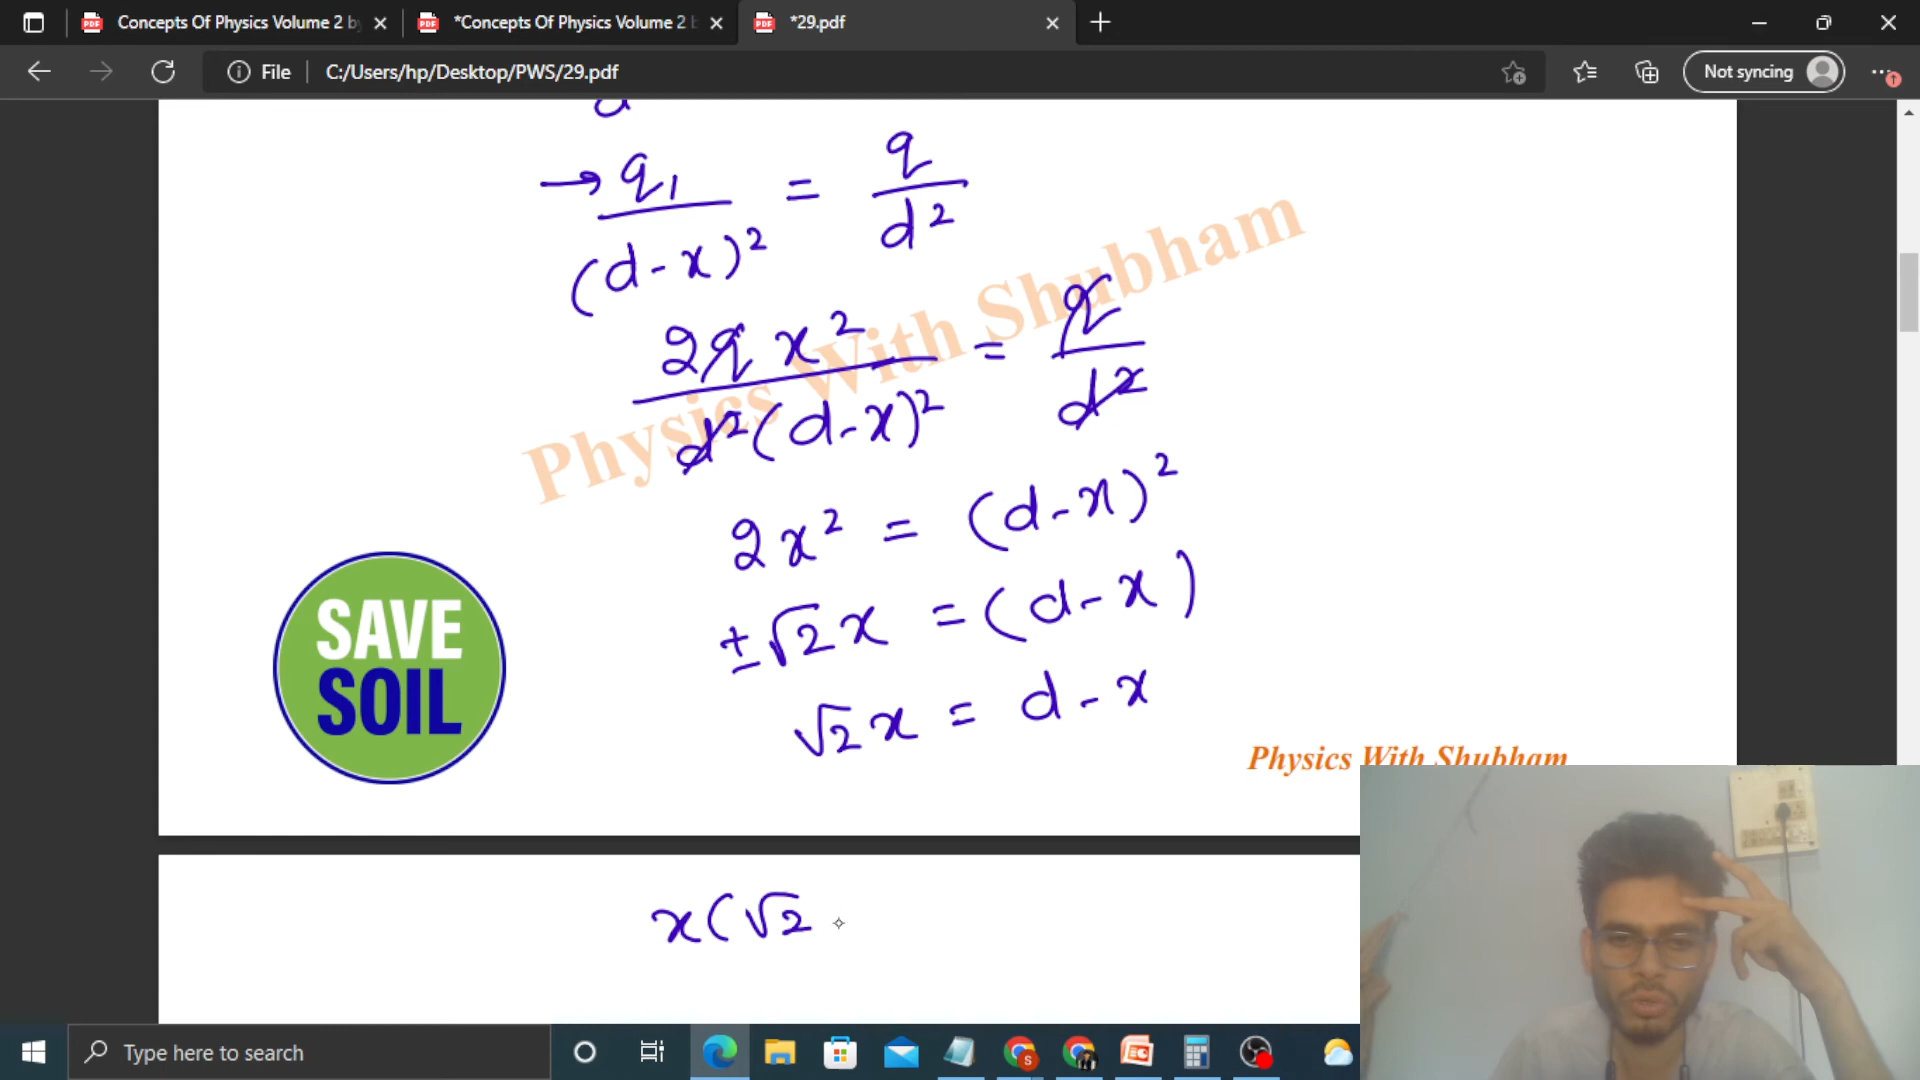 Concepts Of Physics Volume 2 by
*Concepts Of Physics Volume 2 b
*29.pdf
File
C:/Users/hp/Desktop/PWS/29.pdf
Not syncing
→ q₁/(d-x)² = q/d²
2q x²/d²(d-x)² = q/d²
2x² = (d-x)²
±√2x = (d-x)
√2x = d-x
Physics With Shubham
SAVE
SOIL
Physics With Shubham
x(√2
Type here to search